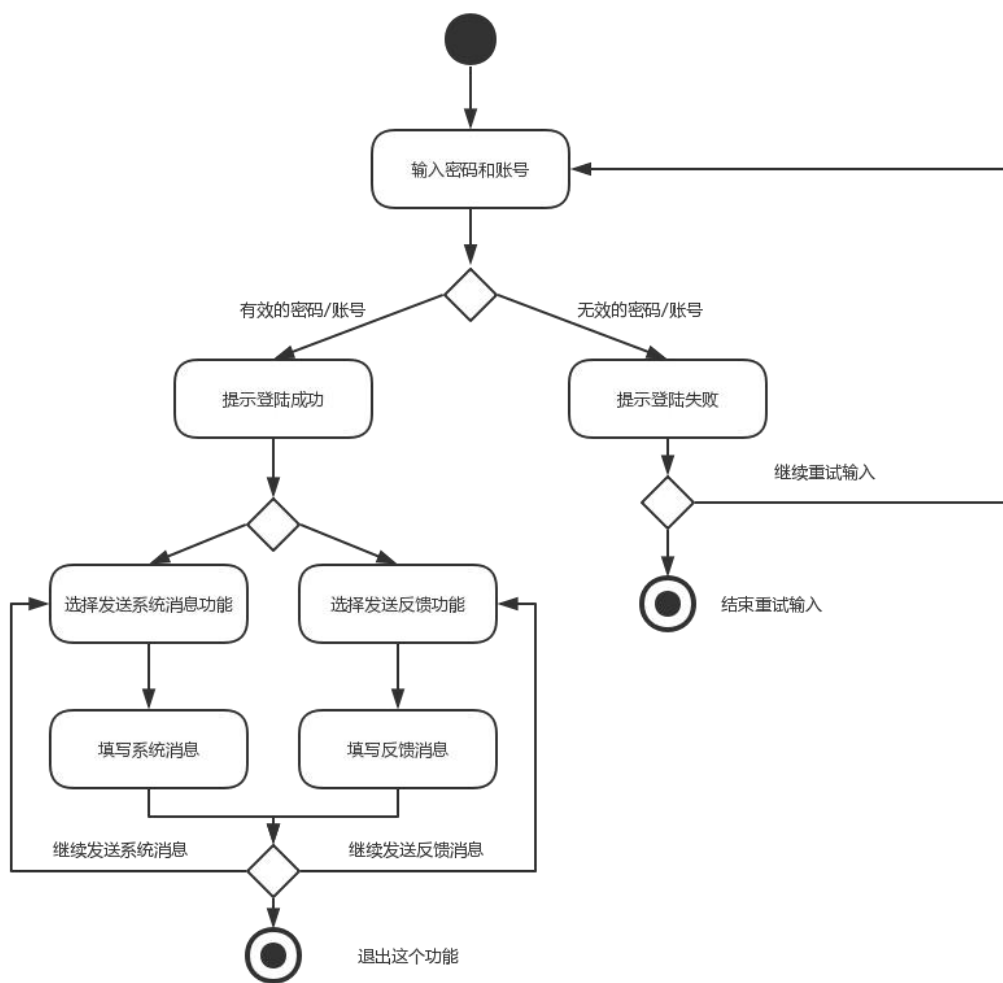 输入密码和账号
有效的密码/账号
无效的密码/账号
提示登陆成功
提示登陆失败
继续重试输入
选择发送系统消息功能
选择发送反馈功能
结束重试输入
填写系统消息
填写反馈消息
继续发送系统消息
继续发送反馈消息
退出这个功能